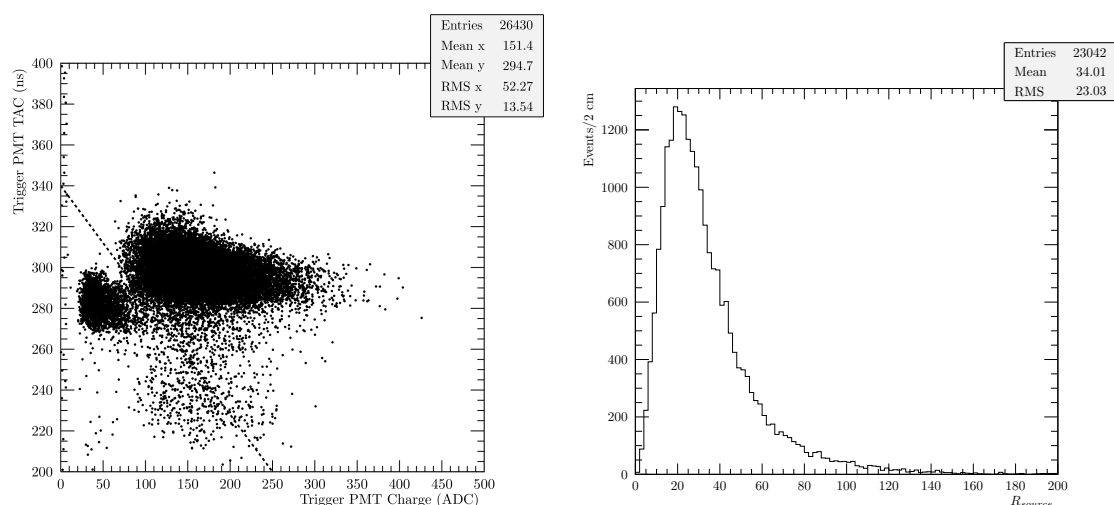 Entries 26430
Mean x 151.4
Mean y 294.7
RMS x 52.27
RMS y 13.54
Trigger PMT TAC (ns)
400
380
360
340
320
300
280
260
240
220
200
0 50 100 150 200 250 300 350 400 450 500
Trigger PMT Charge (ADC)
Entries 23042
Mean 34.01
RMS 23.03
Events/2 cm
1200
1000
800
600
400
200
0
0 20 40 60 80 100 120 140 160 180 200
R_source